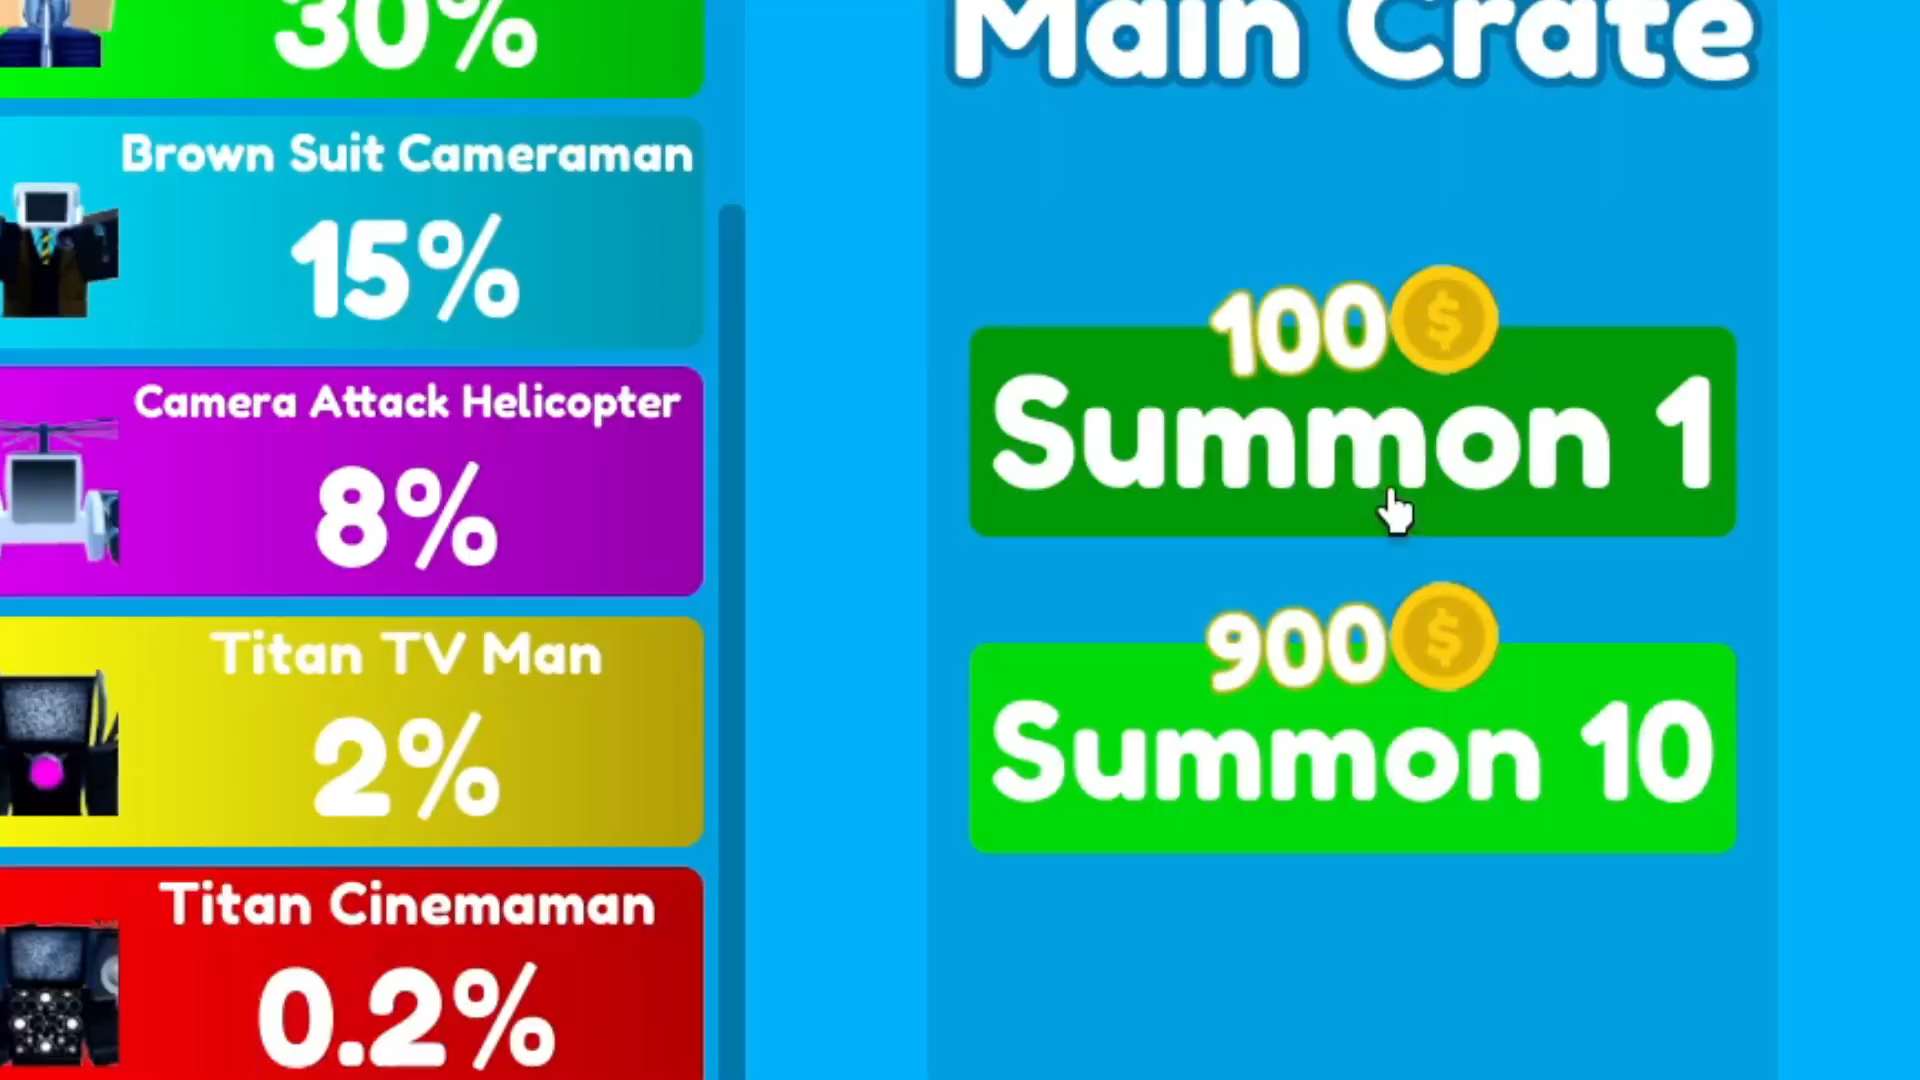 30%
Brown Suit Cameraman
15%
Camera Attack Helicopter
8%
Titan TV Man
2%
Titan Cinemaman
0.2%
Main Crate
100
Summon 1
900
Summon 10